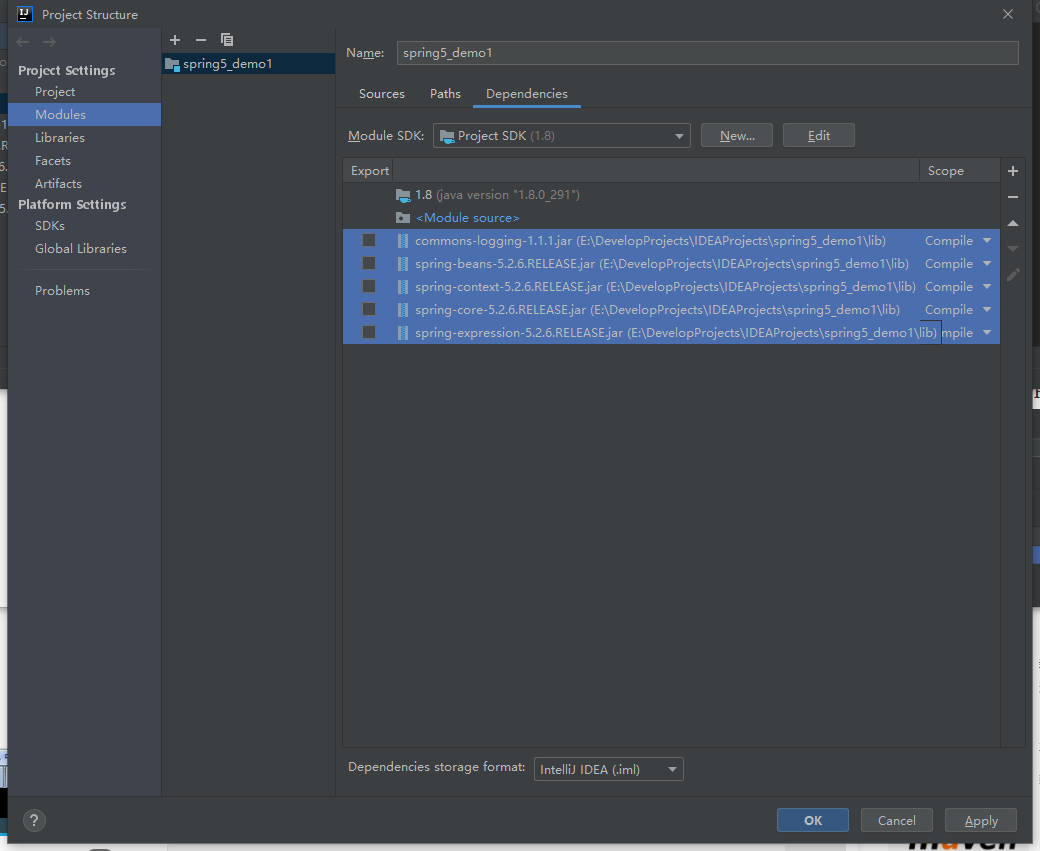 Project Structure
Project Settings
Project
Modules
Libraries
Facets
Artifacts
Platform Settings
SDKs
Global Libraries
Problems
spring5_demo1
Name: spring5_demo1
Sources Paths Dependencies
Module SDK: Project SDK (1.8) New... Edit
Export Scope
1.8 (java version "1.8.0_291")
<Module source>
commons-logging-1.1.1.jar (E:\DevelopProjects\IDEAProjects\spring5_demo1\lib) Compile
spring-beans-5.2.6.RELEASE.jar (E:\DevelopProjects\IDEAProjects\spring5_demo1\lib) Compile
spring-context-5.2.6.RELEASE.jar (E:\DevelopProjects\IDEAProjects\spring5_demo1\lib) Compile
spring-core-5.2.6.RELEASE.jar (E:\DevelopProjects\IDEAProjects\spring5_demo1\lib) Compile
spring-expression-5.2.6.RELEASE.jar (E:\DevelopProjects\IDEAProjects\spring5_demo1\lib) mpile
Dependencies storage format: IntelliJ IDEA (.iml)
? OK Cancel Apply